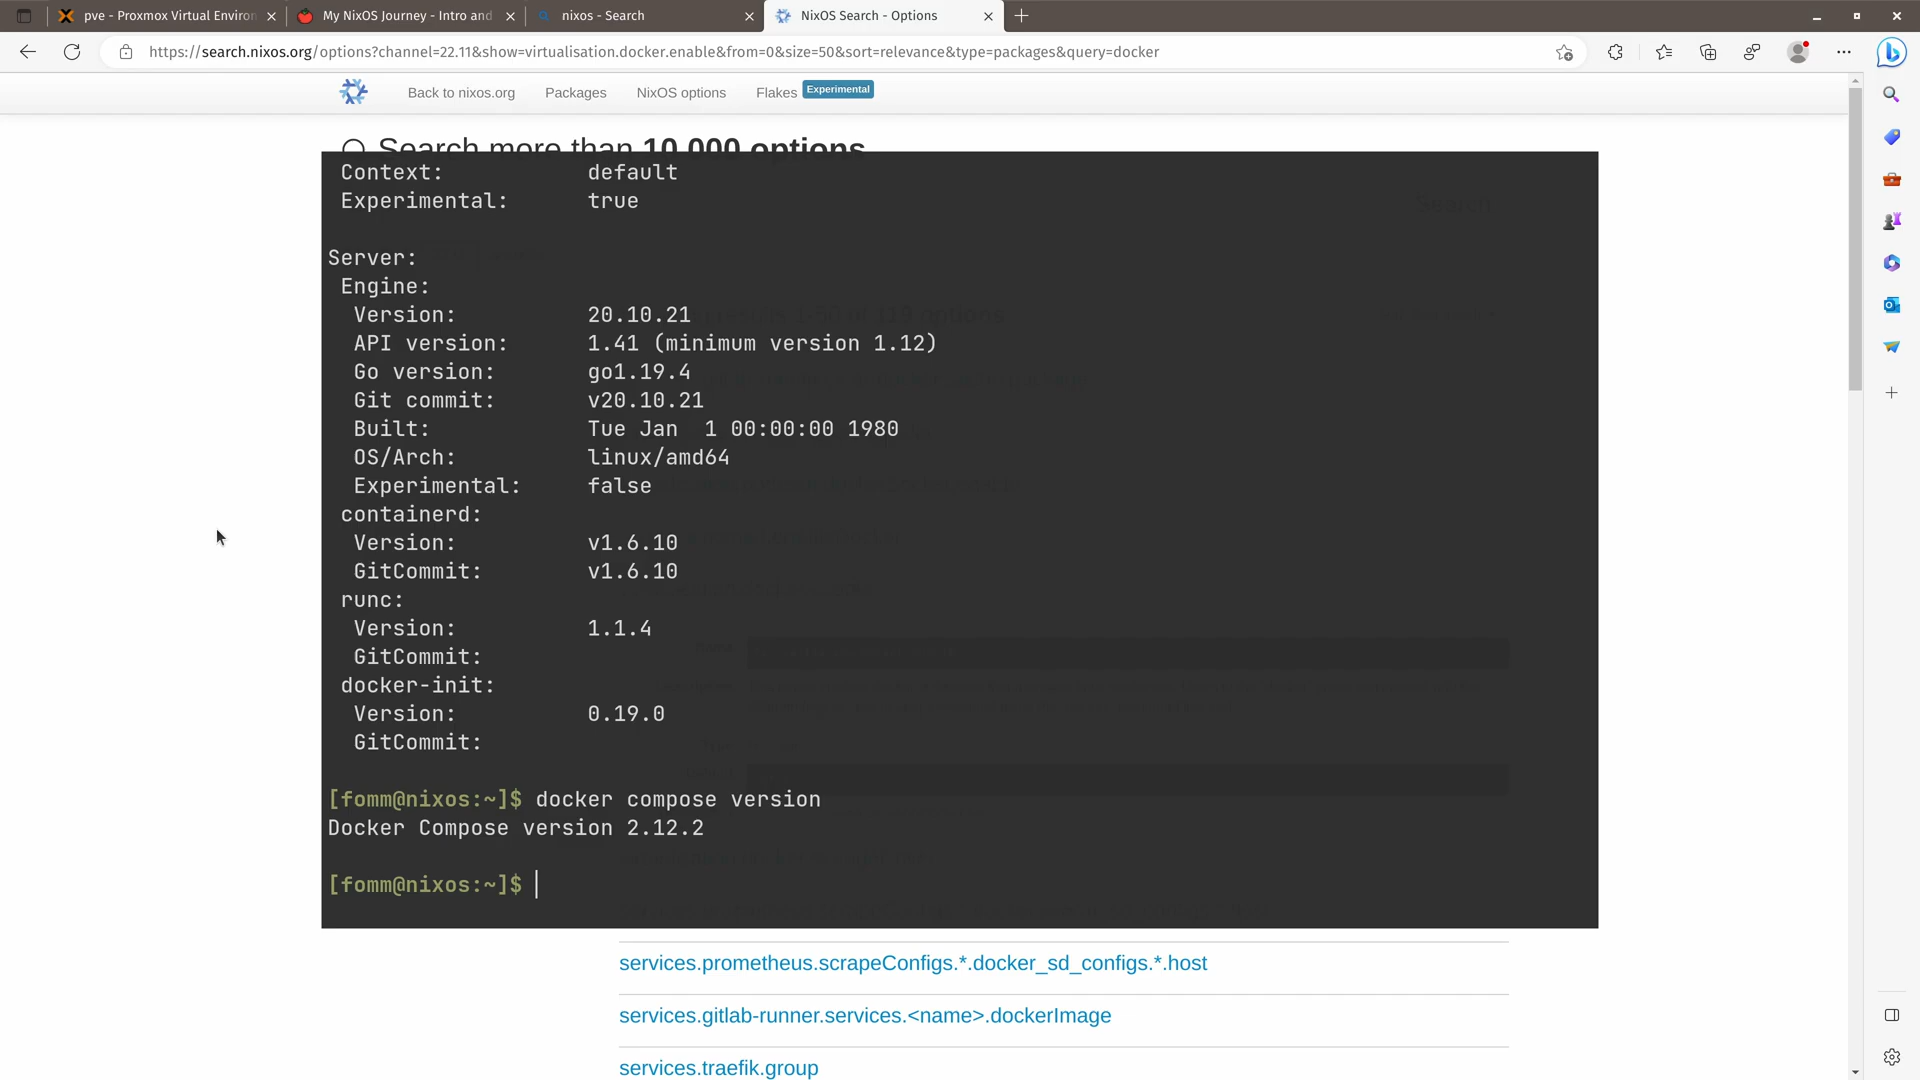 pve - Proxmox Virtual Environ
My NixOS Journey - Intro and
nixos - Search
NixOS Search - Options
https://search.nixos.org/options?channel=22.11&show=virtualisation.docker.enable&from=0&size=50&sort=relevance&type=packages&query=docker
Back to nixos.org Packages NixOS options Flakes Experimental
Search more than 10 000 options
Context: default
Experimental: true
Search
Server:
Engine:
Version: 20.10.21
API version: 1.41 (minimum version 1.12)
Go version: go1.19.4
Git commit: v20.10.21
Built: Tue Jan  1 00:00:00 1980
OS/Arch: linux/amd64
Experimental: false
containerd:
Version: v1.6.10
GitCommit: v1.6.10
runc:
Version: 1.1.4
GitCommit:
docker-init:
Version: 0.19.0
GitCommit:
[fomm@nixos:~]$ docker compose version
Docker Compose version 2.12.2
[fomm@nixos:~]$
services.prometheus.scrapeConfigs.*.docker_sd_configs.*.host
services.gitlab-runner.services.<name>.dockerImage
services.traefik.group